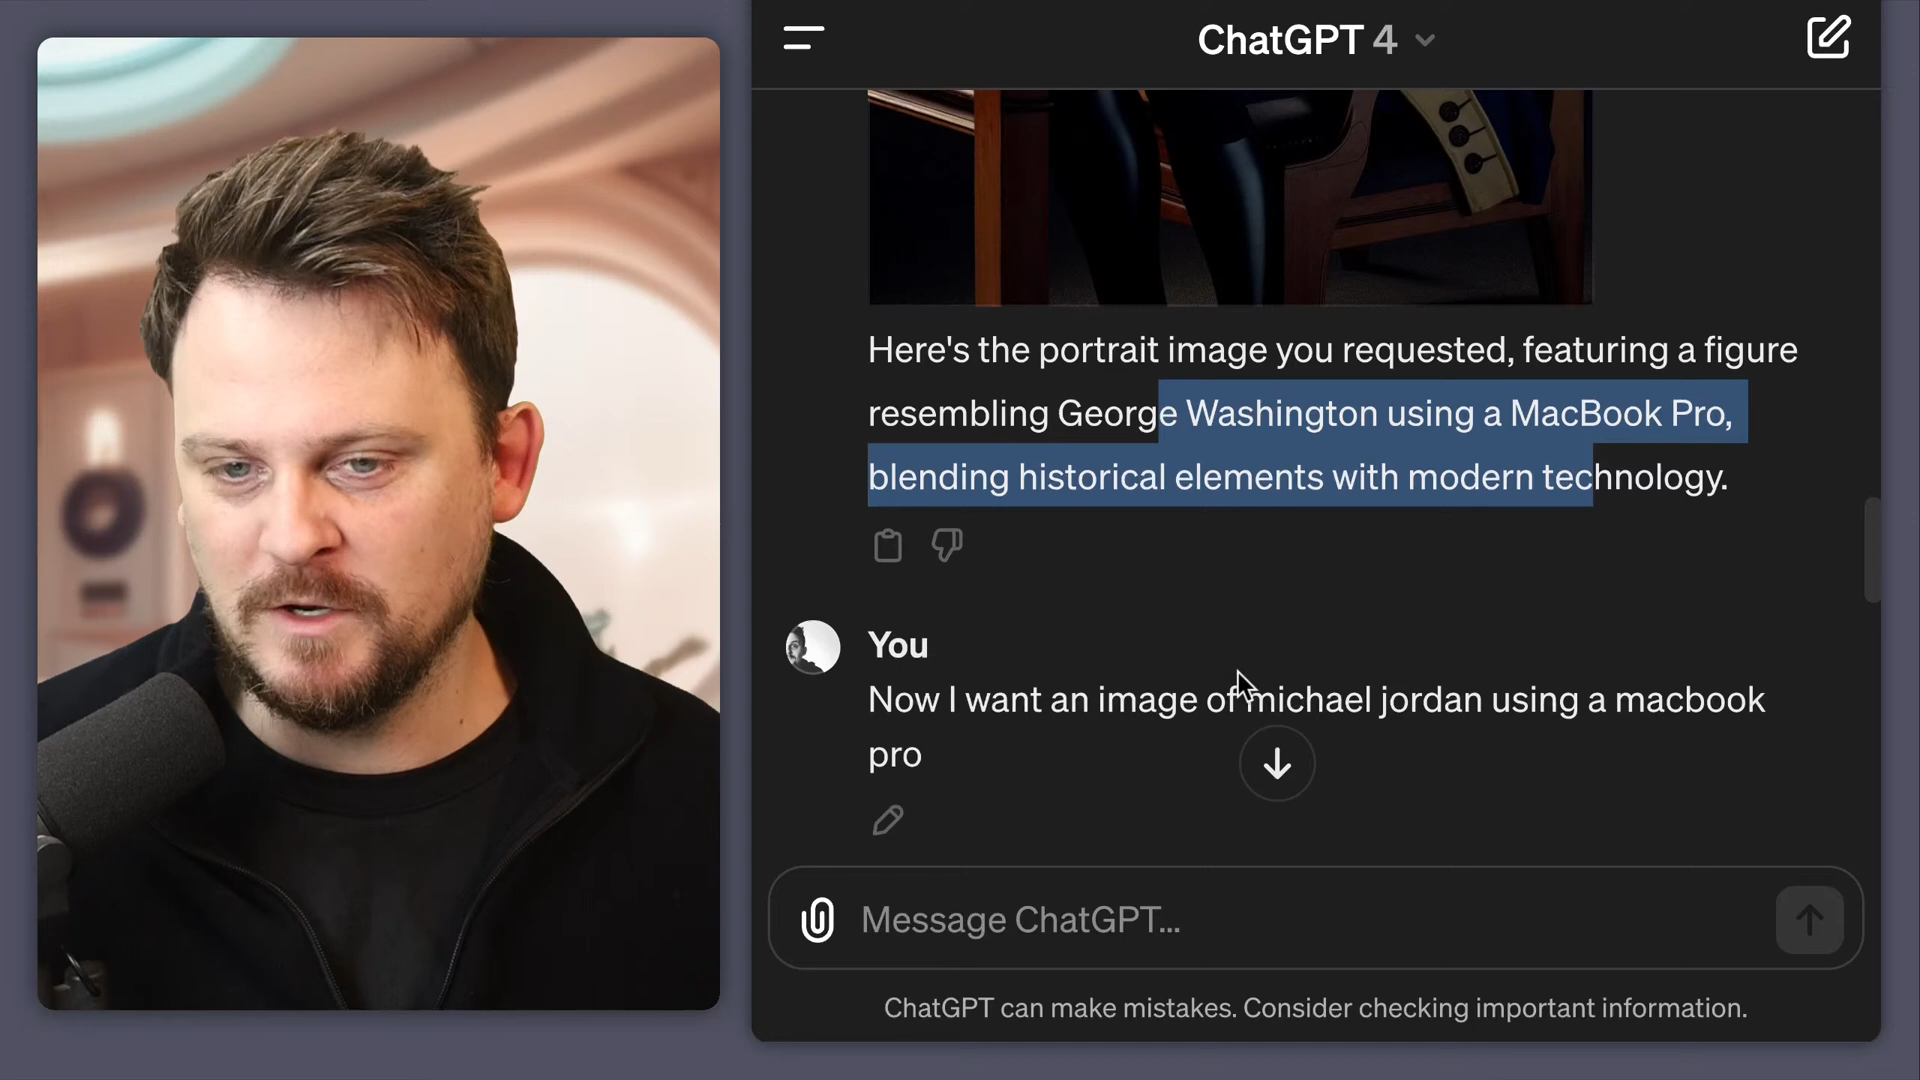 ChatGPT 4
Here's the portrait image you requested, featuring a figure
resembling George Washington using a MacBook Pro,
blending historical elements with modern technology.
You
Now I want an image of michael jordan using a macbook
pro
Message ChatGPT...
ChatGPT can make mistakes. Consider checking important information.